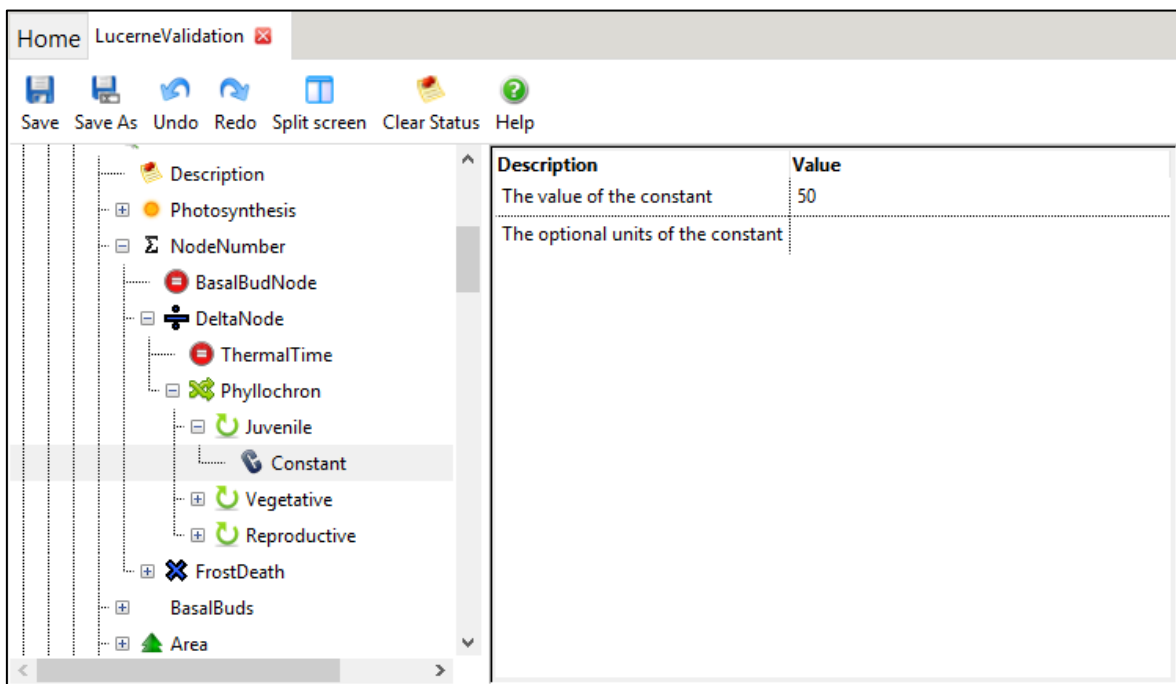 Home LucerneValidation
Save Save As Undo Redo Split screen Clear Status Help
Description
Photosynthesis
Σ NodeNumber
BasalBudNode
DeltaNode
ThermalTime
Phyllochron
Juvenile
Constant
Vegetative
Reproductive
FrostDeath
BasalBuds
Area
Description Value
The value of the constant 50
The optional units of the constant